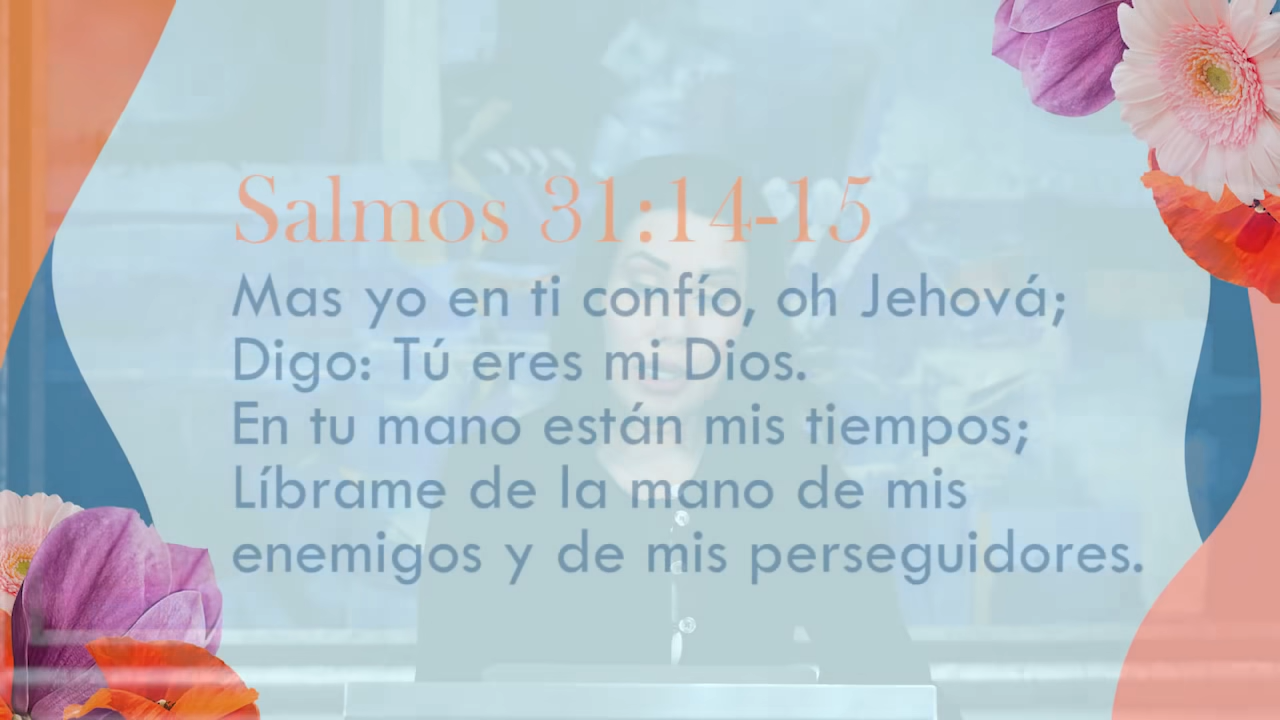 Salmos 31:14-15
Mas yo en ti confío, oh Jehová;
Digo: Tú eres mi Dios.
En tu mano están mis tiempos;
Líbrame de la mano de mis
enemigos y de mis perseguidores.